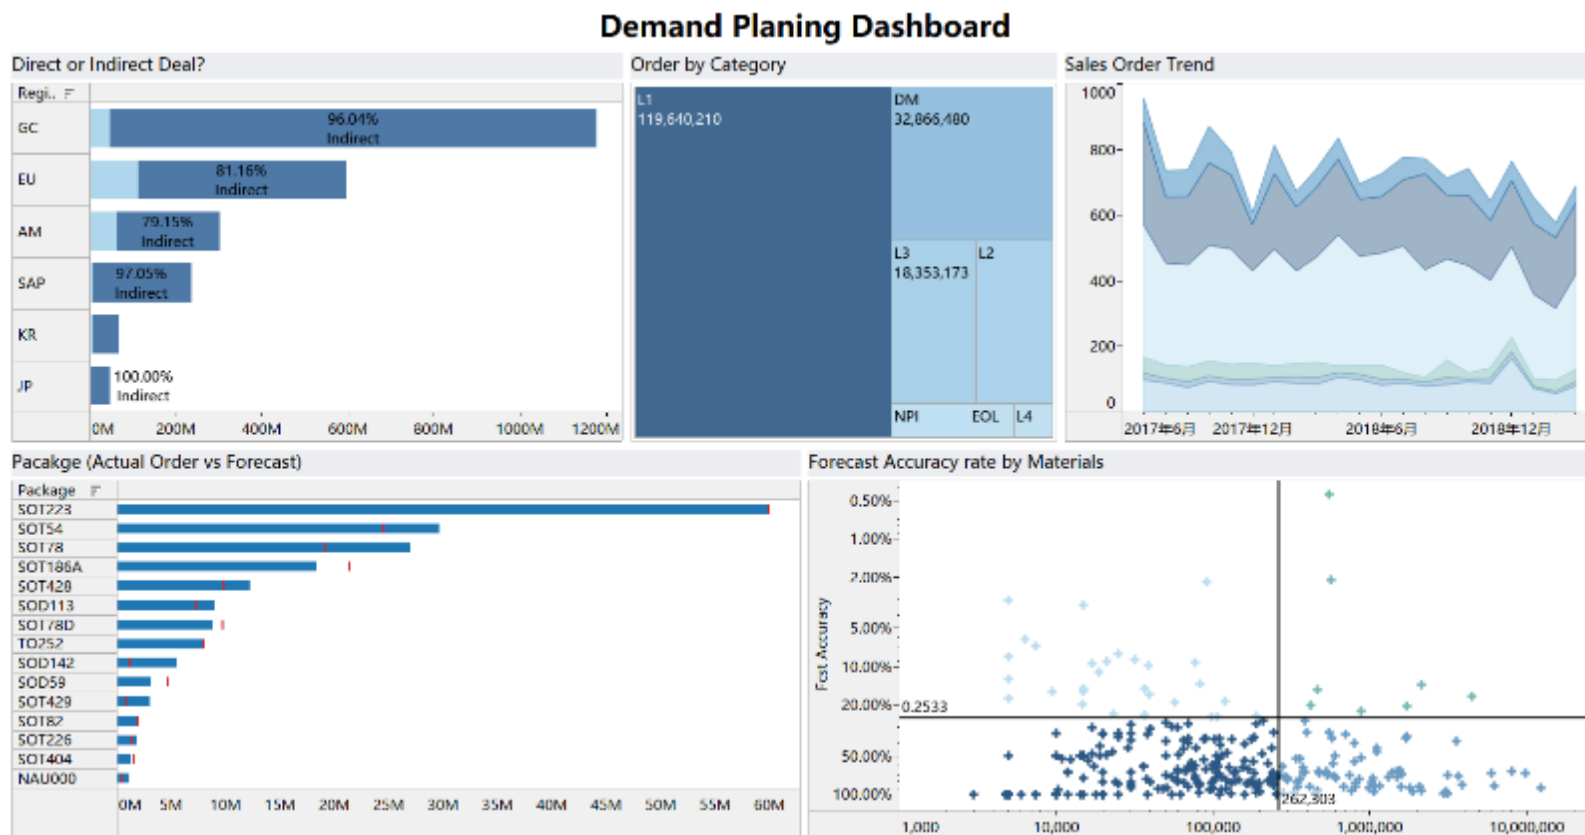 Demand Planing Dashboard
Direct or Indirect Deal?
Regi..
GC
96.04%
Indirect
EU
81.16%
Indirect
AM
79.15%
Indirect
SAP
97.05%
Indirect
KR
JP
100.00%
Indirect
0M 200M 400M 600M 800M 1000M 1200M
Order by Category
L1
119,640,210
DM
32,866,480
L3
18,353,173
L2
NPI
EOL
L4
Sales Order Trend
1000
800
600
400
200
0
2017年6月 2017年12月 2018年6月 2018年12月
Pacakge (Actual Order vs Forecast)
Package
SOT223
SOT54
SOT78
SOT186A
SOT428
SOD113
SOT78D
TO252
SOD142
SOD59
SOT429
SOT82
SOT226
SOT404
NAU000
0M 5M 10M 15M 20M 25M 30M 35M 40M 45M 50M 55M 60M
Forecast Accuracy rate by Materials
Fcst Accuracy
0.50%
1.00%
2.00%
5.00%
10.00%
20.00%
0.2533
50.00%
100.00%
262,303
1,000 10,000 100,000 1,000,000 10,000,000